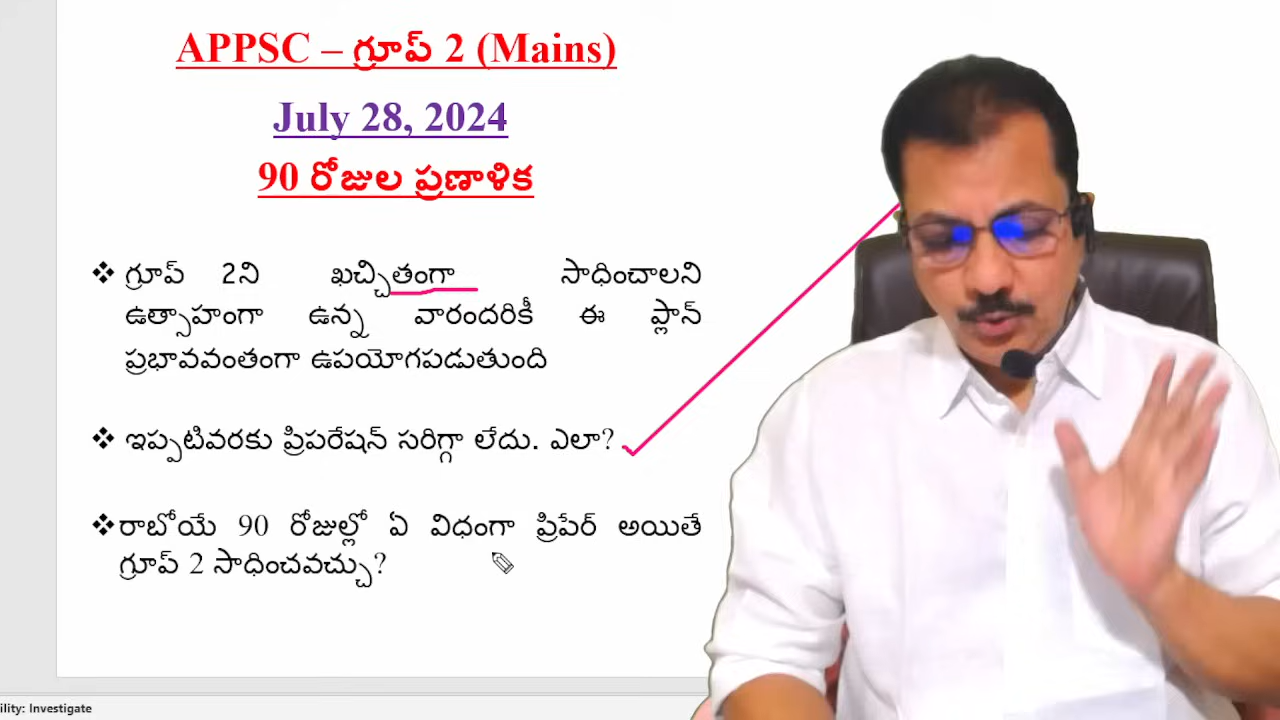 APPSC – గ్రూప్ 2 (Mains)
July 28, 2024
90 రోజుల ప్రణాళిక
❖ గ్రూప్ 2ని ఖచ్చితంగా సాధించాలని
ఉత్సాహంగా ఉన్న వారందరికీ ఈ ప్లాన్
ప్రభావవంతంగా ఉపయోగపడుతుంది
❖ ఇప్పటివరకు ప్రిపరేషన్ సరిగ్గా లేదు. ఎలా?
❖ రాబోయే 90 రోజుల్లో ఏ విధంగా ప్రిపేర్ అయితే
గ్రూప్ 2 సాధించవచ్చు?
ility: Investigate